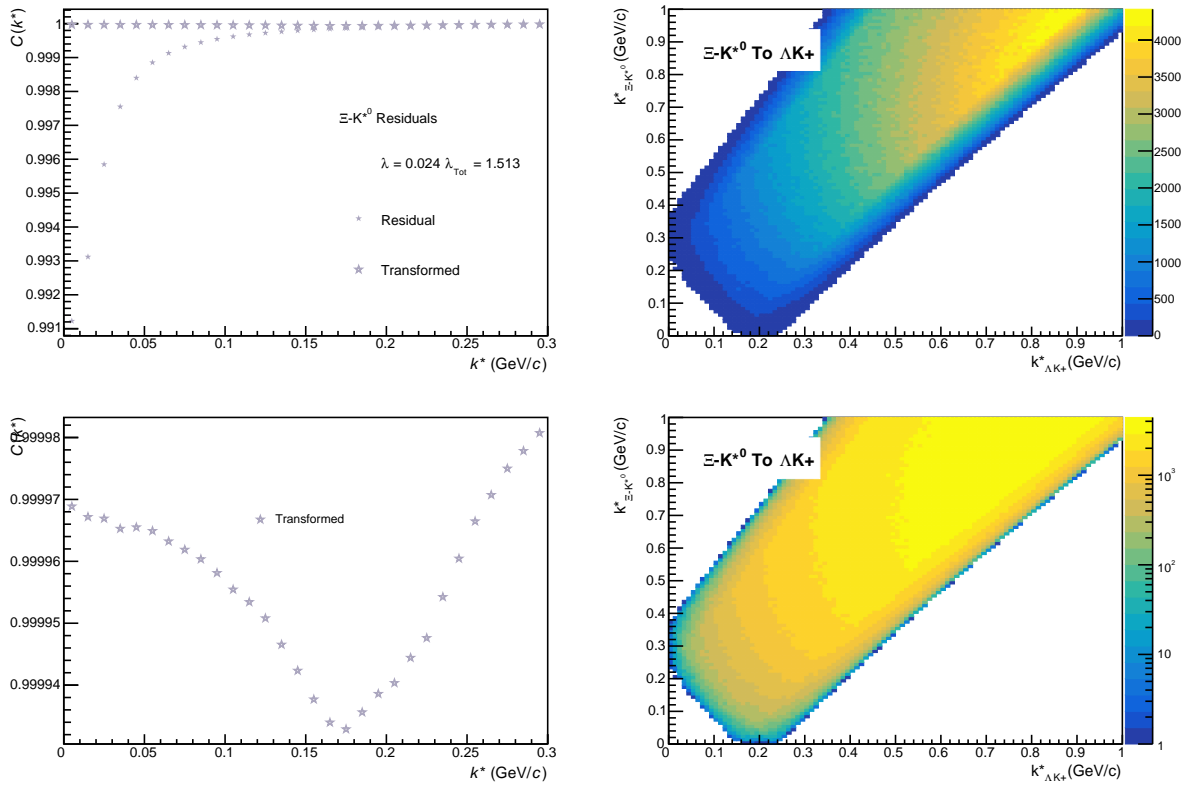 C(k*)
1
0.999
0.998
0.997
0.996
0.995
0.994
0.993
0.992
0.991
Ξ-K*⁰ Residuals
λ = 0.024 λ_Tot = 1.513
Residual
Transformed
0 0.05 0.1 0.15 0.2 0.25 0.3
k* (GeV/c)
k*_Ξ-K*⁰ (GeV/c)
Ξ-K*⁰ To ΛK+
1
0.9
0.8
0.7
0.6
0.5
0.4
0.3
0.2
0.1
0
0 0.1 0.2 0.3 0.4 0.5 0.6 0.7 0.8 0.9 1
k*_ΛK+ (GeV/c)
4000
3500
3000
2500
2000
1500
1000
500
0
C(k*)
0.99998
0.99997
0.99996
0.99995
0.99994
Transformed
0 0.05 0.1 0.15 0.2 0.25 0.3
k* (GeV/c)
k*_Ξ-K*⁰ (GeV/c)
Ξ-K*⁰ To ΛK+
1
0.9
0.8
0.7
0.6
0.5
0.4
0.3
0.2
0.1
0
0 0.1 0.2 0.3 0.4 0.5 0.6 0.7 0.8 0.9 1
k*_ΛK+ (GeV/c)
10³
10²
10
1